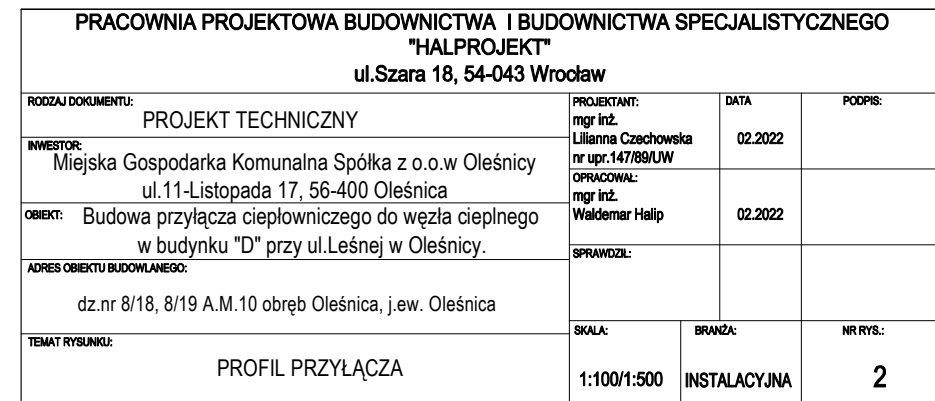 PRACOWNIA PROJEKTOWA BUDOWNICTWA I BUDOWNICTWA SPECJALISTYCZNEGO
"HALPROJEKT"
ul.Szara 18, 54-043 Wrocław
RODZAJ DOKUMENTU:
PROJEKT TECHNICZNY
INWESTOR:
Miejska Gospodarka Komunalna Spółka z o.o.w Oleśnicy
ul.11-Listopada 17, 56-400 Oleśnica
OBIEKT: Budowa przyłącza ciepłowniczego do węzła cieplnego
w budynku "D" przy ul.Leśnej w Oleśnicy.
ADRES OBIEKTU BUDOWLANEGO:
dz.nr 8/18, 8/19 A.M.10 obręb Oleśnica, j.ew. Oleśnica
TEMAT RYSUNKU:
PROFIL PRZYŁĄCZA
PROJEKTANT: DATA PODPIS:
mgr inż.
Lilianna Czechowska 02.2022
nr upr.147/89/UW
OPRACOWAŁ:
mgr inż.
Waldemar Halip 02.2022
SPRAWDZIŁ:
SKALA: BRANŻA: NR RYS.:
1:100/1:500 INSTALACYJNA 2